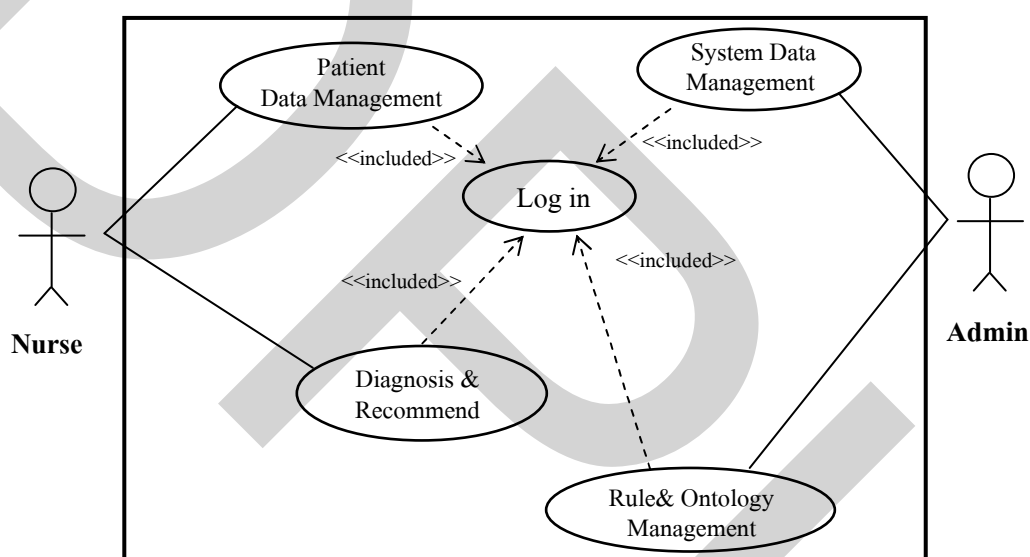 Patient
Data Management
System Data
Management
<<included>>
<<included>>
Log in
<<included>>
<<included>>
Nurse
Admin
Diagnosis &
Recommend
Rule& Ontology
Management